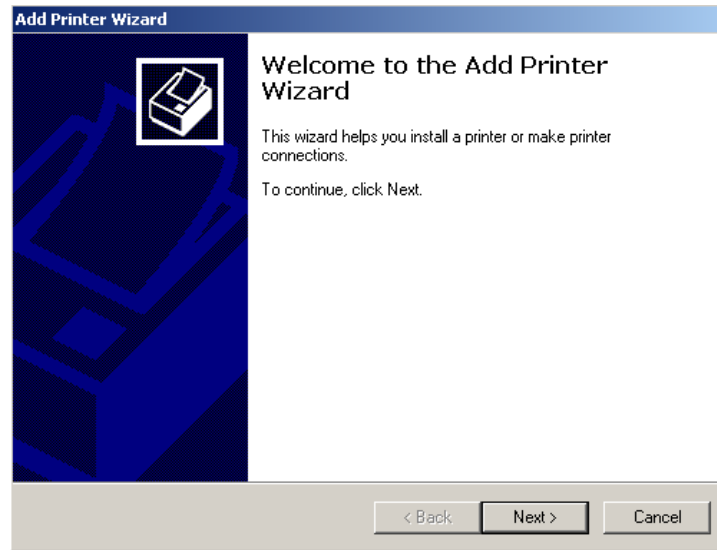 Add Printer Wizard
Welcome to the Add Printer
Wizard
This wizard helps you install a printer or make printer
connections.
To continue, click Next.
< Back
Next >
Cancel